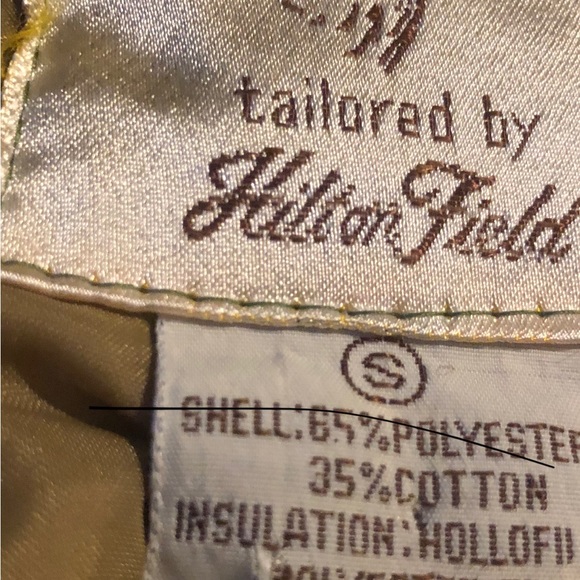 tailored by
Hilton Field
S
SHELL:65%POLYESTER
35%COTTON
INSULATION:HOLLOFI